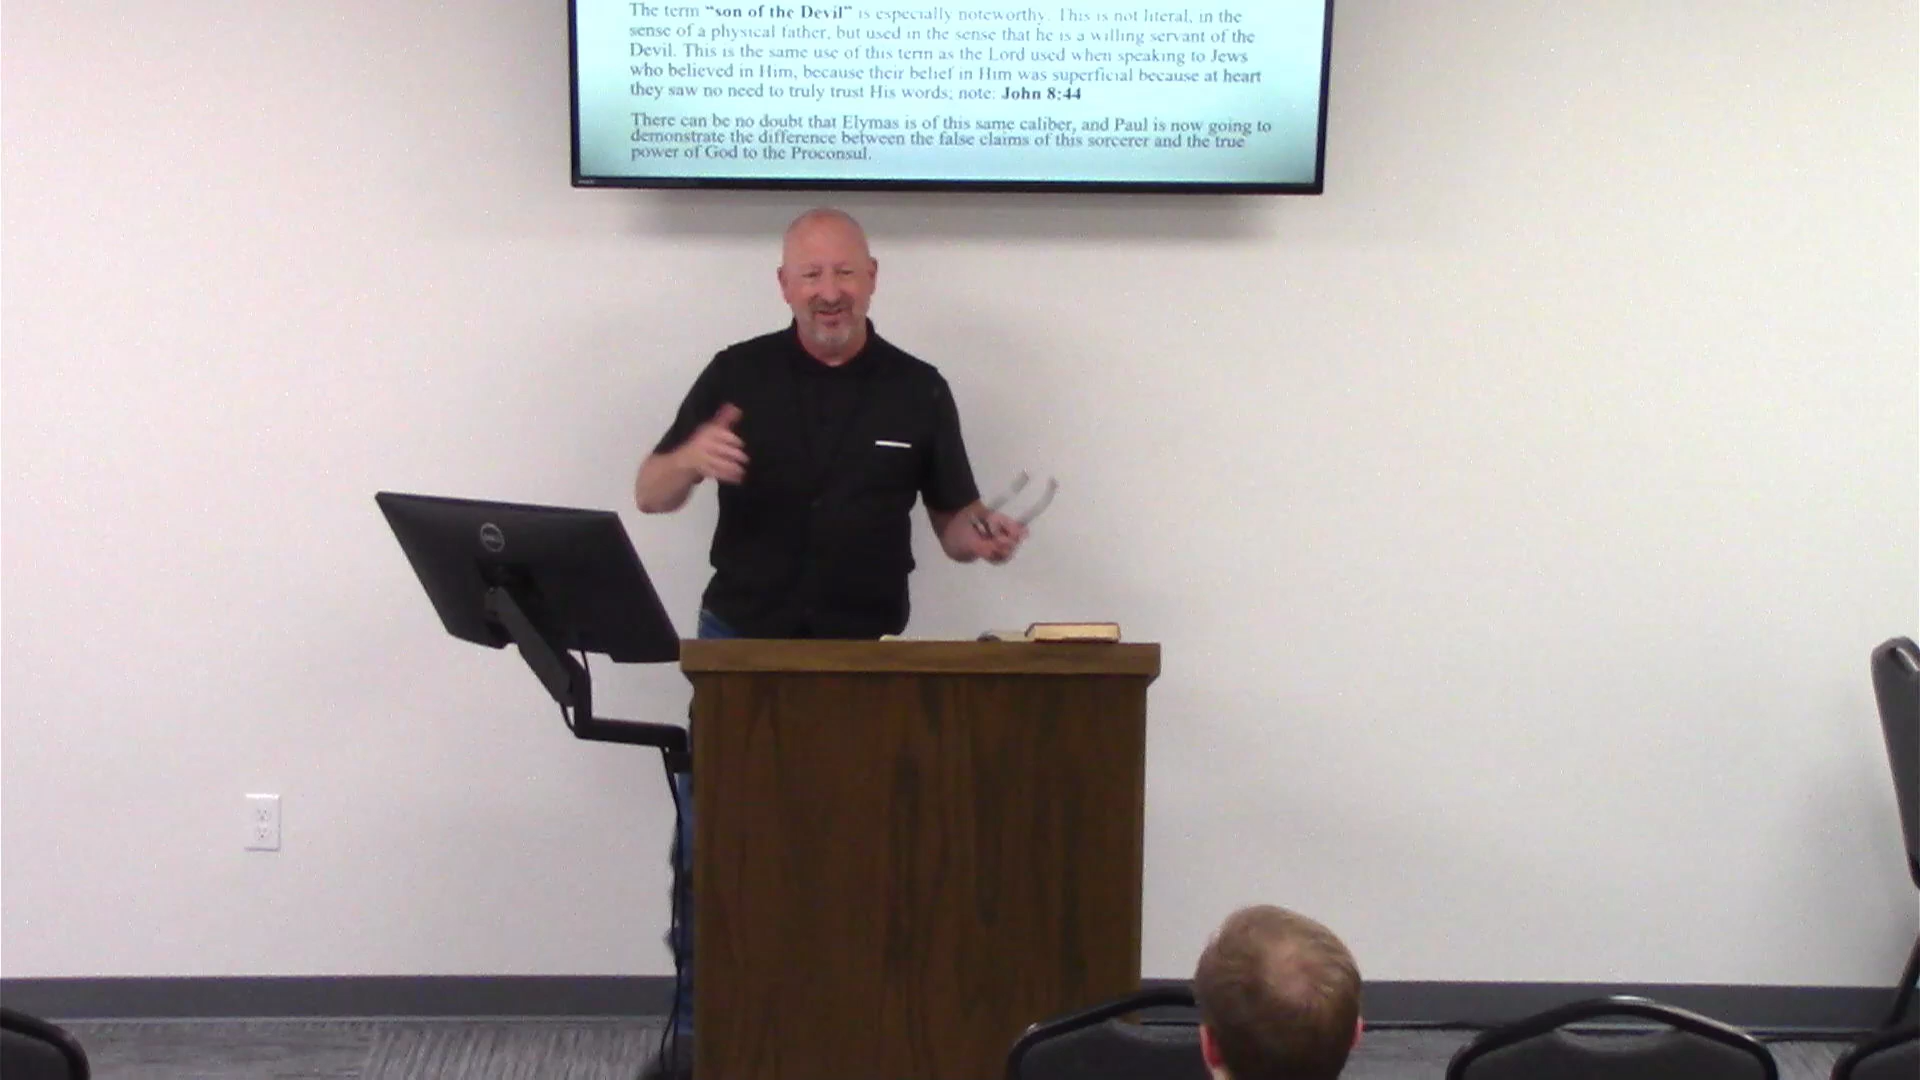 The term "son of the Devil" is especially noteworthy. This is not literal, in the
sense of a physical father, but used in the sense that he is a willing servant of the
Devil. This is the same use of this term as the Lord used when speaking to Jews
who believed in Him, because their belief in Him was superficial because at heart
they saw no need to truly trust His words; note: John 8:44
There can be no doubt that Elymas is of this same caliber, and Paul is now going to
demonstrate the difference between the false claims of this sorcerer and the true
power of God to the Proconsul.
DELL